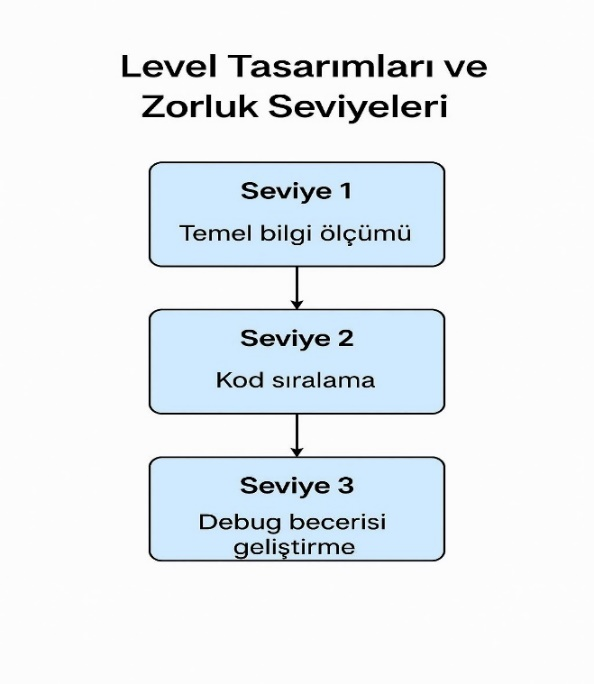 Level Tasarımları ve
Zorluk Seviyeleri
Seviye 1
Temel bilgi ölçümü
Seviye 2
Kod sıralama
Seviye 3
Debug becerisi
geliştirme